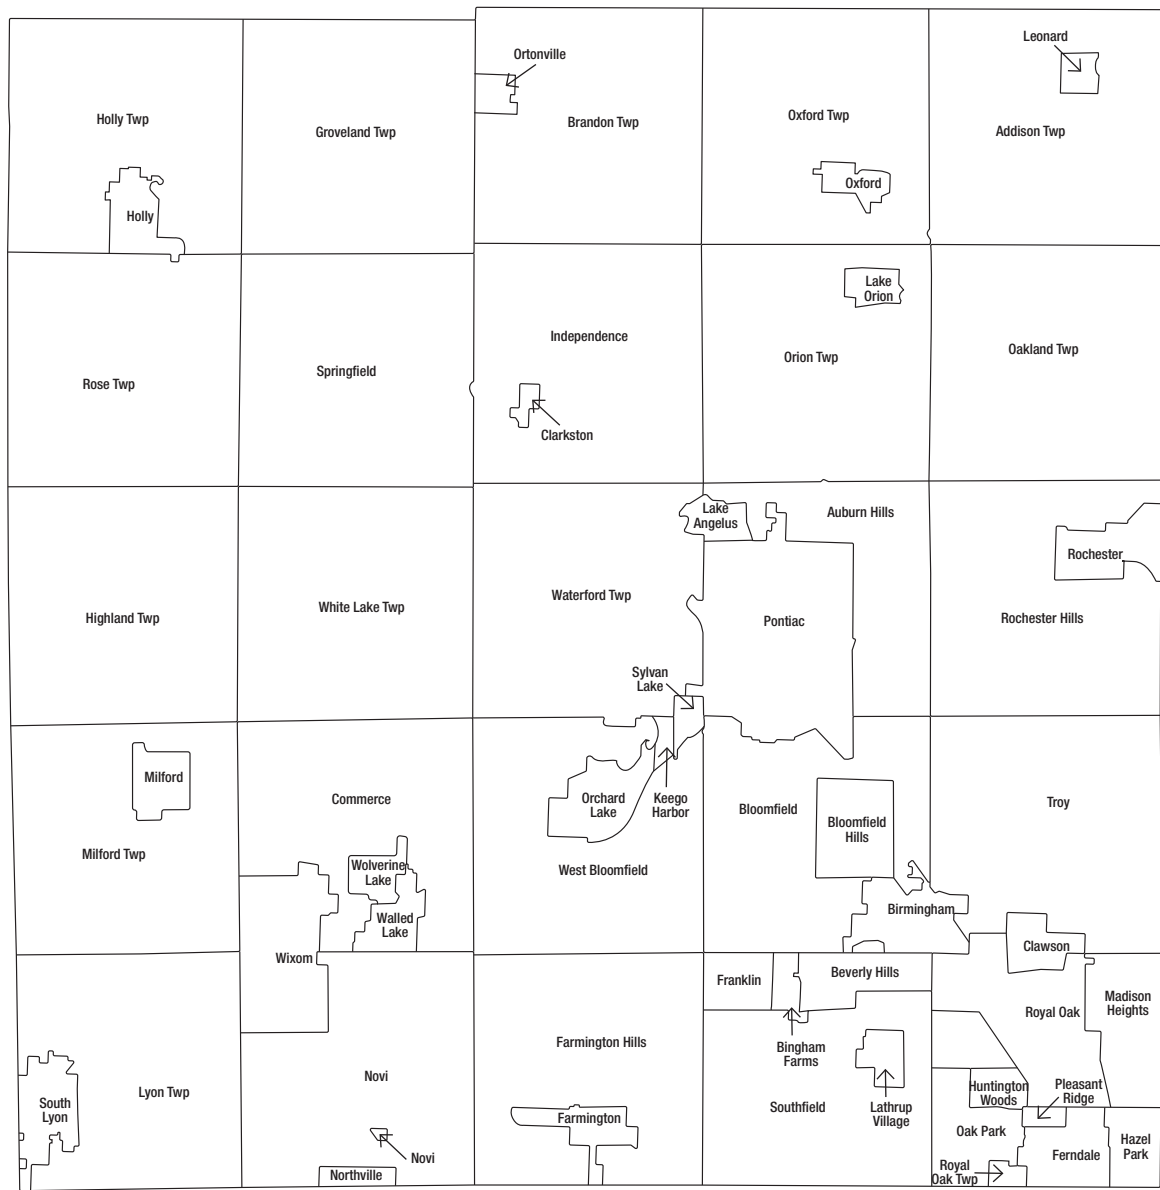 Leonard
Ortonville
Holly Twp
Groveland Twp
Brandon Twp
Oxford Twp
Addison Twp
Oxford
Holly
Lake
Orion
Independence
Orion Twp
Oakland Twp
Rose Twp
Springfield
Clarkston
Lake
Angelus
Auburn Hills
Rochester
Highland Twp
White Lake Twp
Waterford Twp
Pontiac
Rochester Hills
Sylvan
Lake
Milford
Commerce
Orchard
Lake
Keego
Harbor
Bloomfield
Bloomfield
Hills
Troy
Milford Twp
Wolverine
Lake
West Bloomfield
Walled
Lake
Birmingham
Clawson
Wixom
Franklin
Beverly Hills
Royal Oak
Madison
Heights
Farmington Hills
Bingham
Farms
Lyon Twp
Novi
South
Lyon
Southfield
Lathrup
Village
Huntington
Woods
Pleasant
Ridge
Farmington
Oak Park
Ferndale
Hazel
Park
Novi
Northville
Royal
Oak Twp